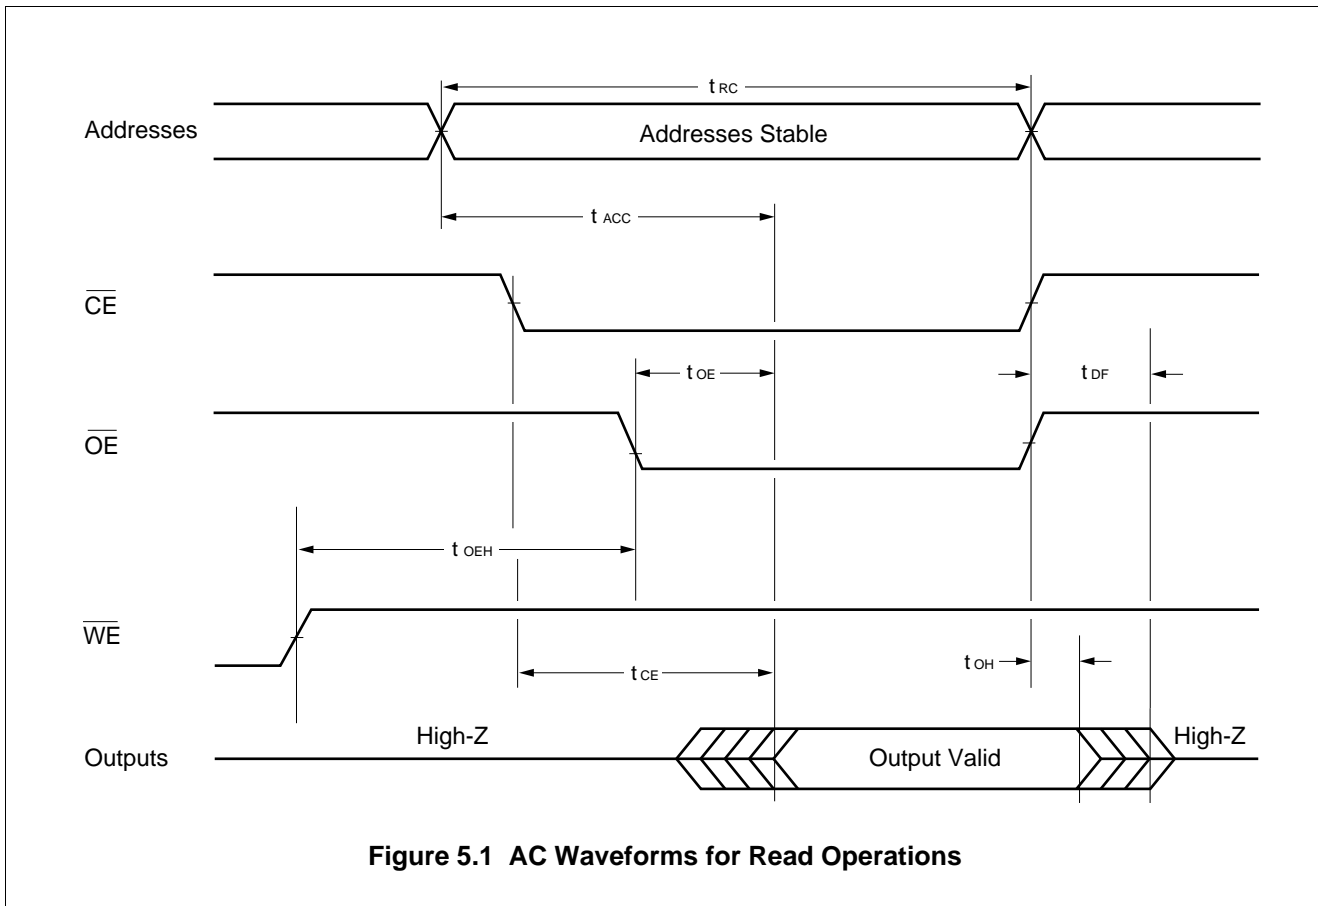 t RC
Addresses
Addresses Stable
t ACC
CE
t OE
t DF
OE
t OEH
WE
t OH
t CE
High-Z
High-Z
Outputs
Output Valid
Figure 5.1 AC Waveforms for Read Operations